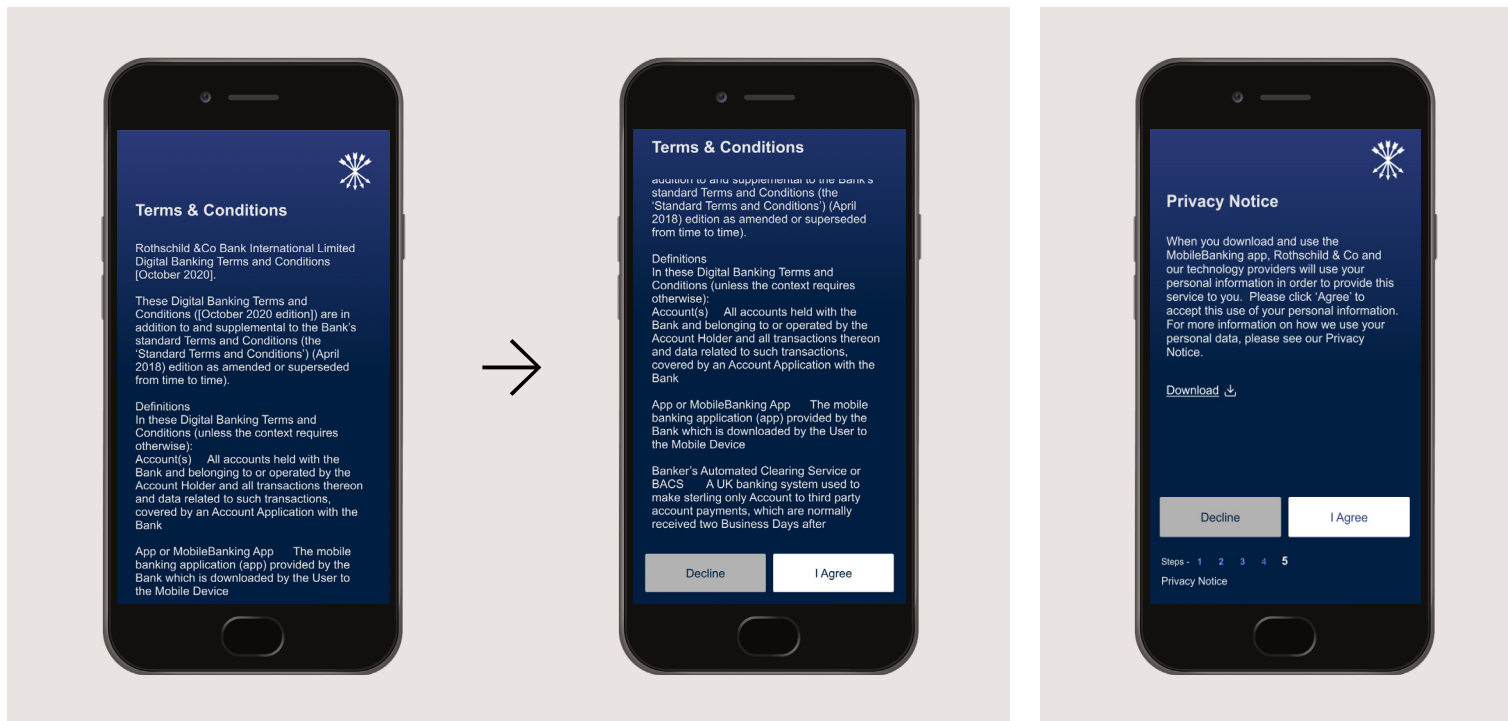 Terms & Conditions
Rothschild &Co Bank International Limited
Digital Banking Terms and Conditions
[October 2020].
These Digital Banking Terms and
Conditions ([October 2020 edition]) are in
addition to and supplemental to the Bank's
standard Terms and Conditions (the
'Standard Terms and Conditions') (April
2018) edition as amended or superseded
from time to time).
Definitions
In these Digital Banking Terms and
Conditions (unless the context requires
otherwise):
Account(s) All accounts held with the
Bank and belonging to or operated by the
Account Holder and all transactions thereon
and data related to such transactions,
covered by an Account Application with the
Bank
App or MobileBanking App The mobile
banking application (app) provided by the
Bank which is downloaded by the User to
the Mobile Device
Terms & Conditions
addition to and supplemental to the Bank's
standard Terms and Conditions (the
'Standard Terms and Conditions') (April
2018) edition as amended or superseded
from time to time).
Definitions
In these Digital Banking Terms and
Conditions (unless the context requires
otherwise):
Account(s) All accounts held with the
Bank and belonging to or operated by the
Account Holder and all transactions thereon
and data related to such transactions,
covered by an Account Application with the
Bank
App or MobileBanking App The mobile
banking application (app) provided by the
Bank which is downloaded by the User to
the Mobile Device
Banker's Automated Clearing Service or
BACS A UK banking system used to
make sterling only Account to third party
account payments, which are normally
received two Business Days after
Decline I Agree
Privacy Notice
When you download and use the
MobileBanking app, Rothschild & Co and
our technology providers will use your
personal information in order to provide this
service to you. Please click 'Agree' to
accept this use of your personal information.
For more information on how we use your
personal data, please see our Privacy
Notice.
Download
Decline I Agree
Steps - 1 2 3 4 5
Privacy Notice